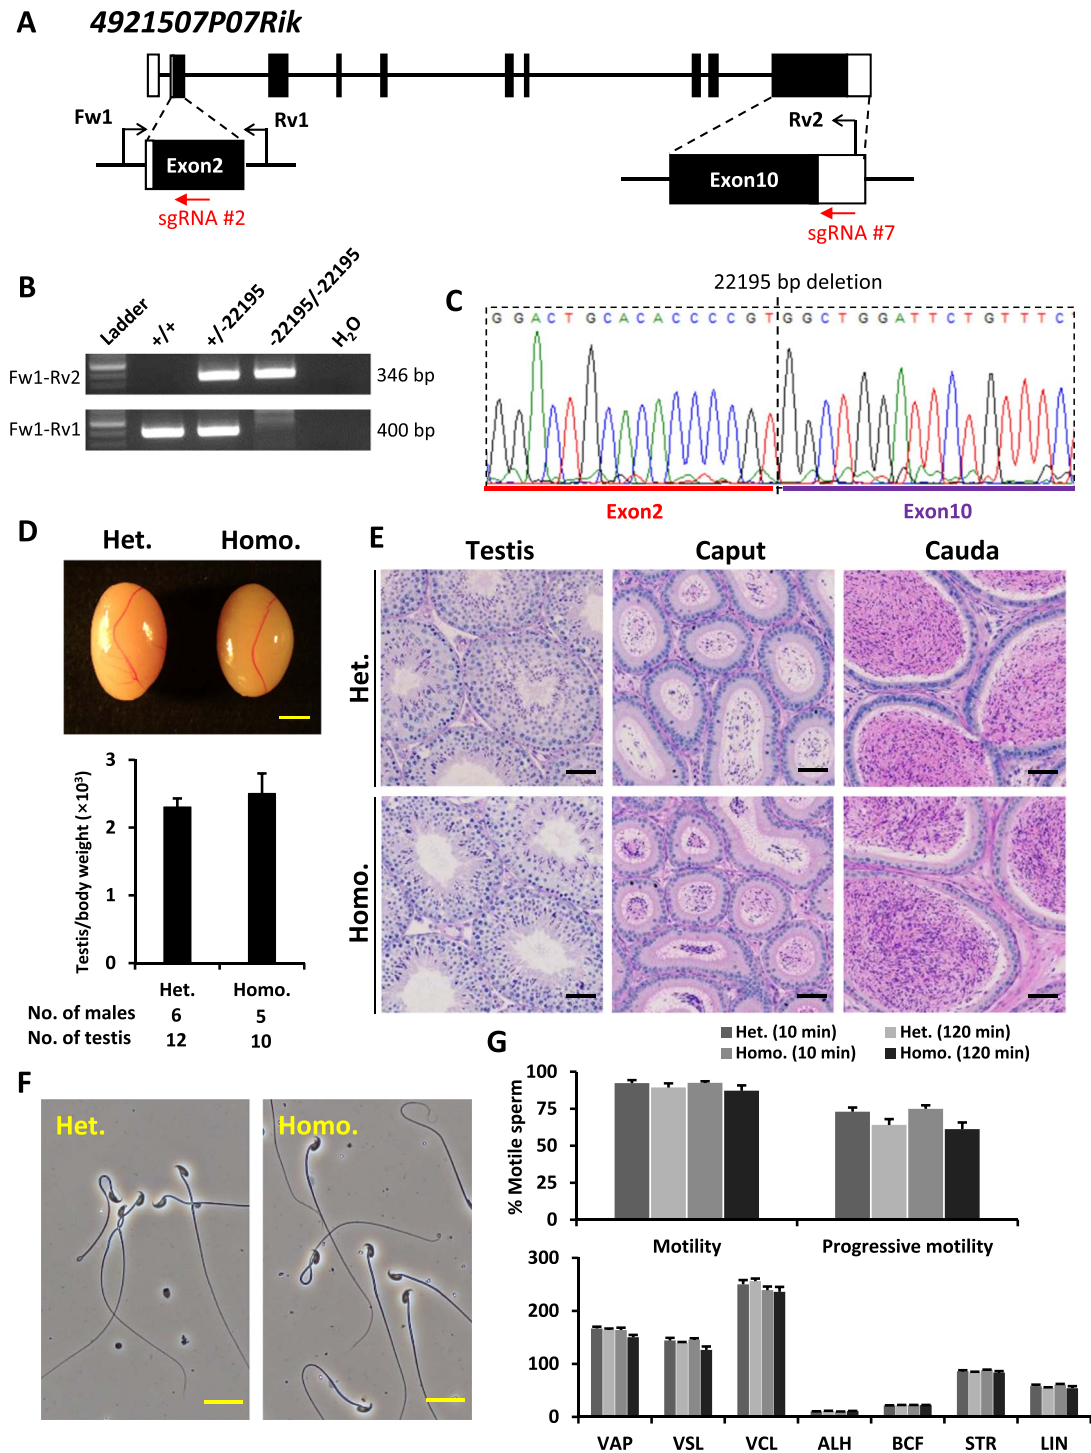 A
4921507P07Rik
Fw1
Rv1
Rv2
Exon2
Exon10
sgRNA #2
sgRNA #7
B
Ladder
+/+
+/-22195
-22195/-22195
H2O
Fw1-Rv2
346 bp
Fw1-Rv1
400 bp
C
22195 bp deletion
G G A C T G C A C A C C C C G T G G C T G G A T T C T G T T T C
Exon2
Exon10
D
Het.
Homo.
3
2
1
0
Testis/body weight (×10³)
Het.
Homo.
No. of males
6
5
No. of testis
12
10
E
Testis
Caput
Cauda
Het.
Homo.
F
Het.
Homo.
G
Het. (10 min)
Het. (120 min)
Homo. (10 min)
Homo. (120 min)
% Motile sperm
100
75
50
25
0
Motility
Progressive motility
300
200
100
0
VAP
VSL
VCL
ALH
BCF
STR
LIN